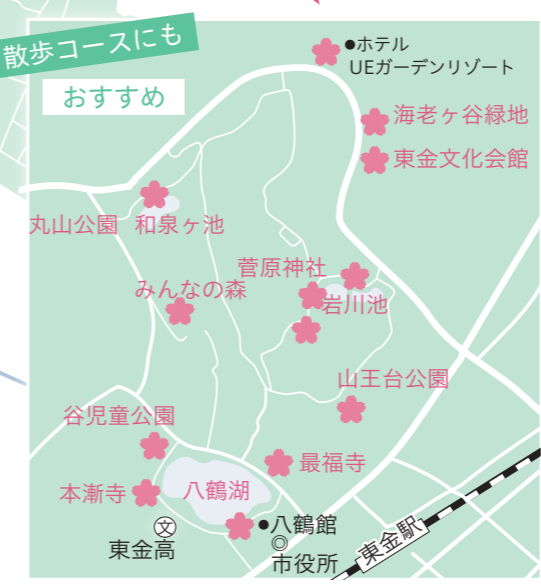 散歩コースにも
おすすめ
●ホテル
UEガーデンリゾート
海老ヶ谷緑地
東金文化会館
丸山公園 和泉ヶ池
菅原神社
みんなの森
岩川池
山王台公園
谷児童公園
最福寺
本漸寺
八鶴湖
文
東金高
●八鶴館
◎
市役所
東金駅